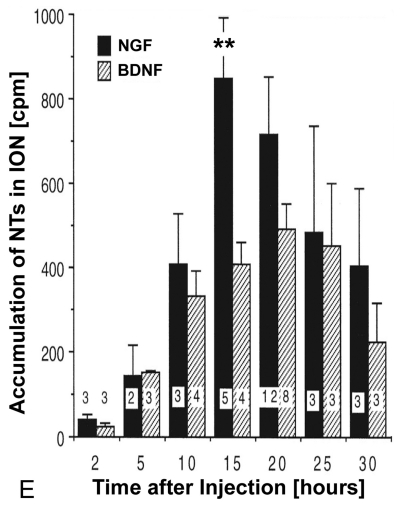 Accumulation of NTs in ION [cpm]
1000
800
600
400
200
0
NGF
BDNF
**
3 3 2 3 3 4 5 4 12 8 3 3 3 3
2 5 10 15 20 25 30
E Time after Injection [hours]